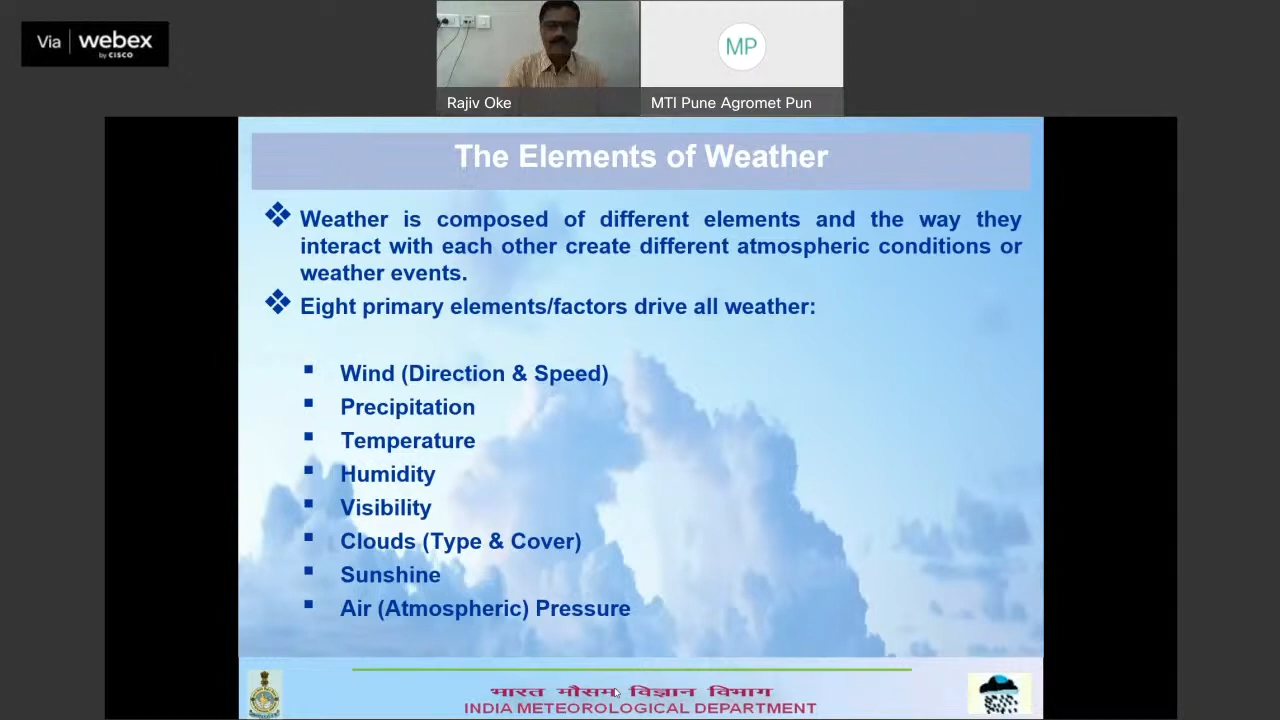 Via webex
by CISCO
MP
Rajiv Oke
MTI Pune Agromet Pun
The Elements of Weather
Weather is composed of different elements and the way they
interact with each other create different atmospheric conditions or
weather events.
Eight primary elements/factors drive all weather:
Wind (Direction & Speed)
Precipitation
Temperature
Humidity
Visibility
Clouds (Type & Cover)
Sunshine
Air (Atmospheric) Pressure
भारत मौसम विज्ञान विभाग
INDIA METEOROLOGICAL DEPARTMENT